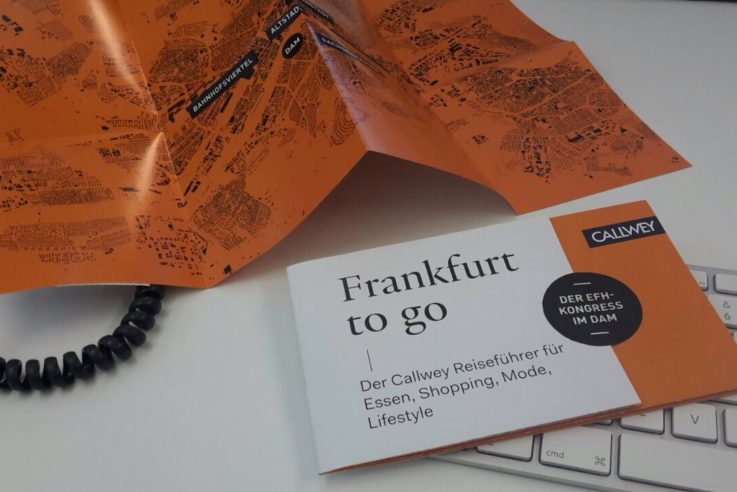 ALTSTADT
DAM
BAHNHOFSVIERTEL
CALLWEY
Frankfurt
to go
DER EFH-
KONGRESS
IM DAM
Der Callwey Reiseführer für
Essen, Shopping, Mode,
Lifestyle
&
6
V
cmd
⌘